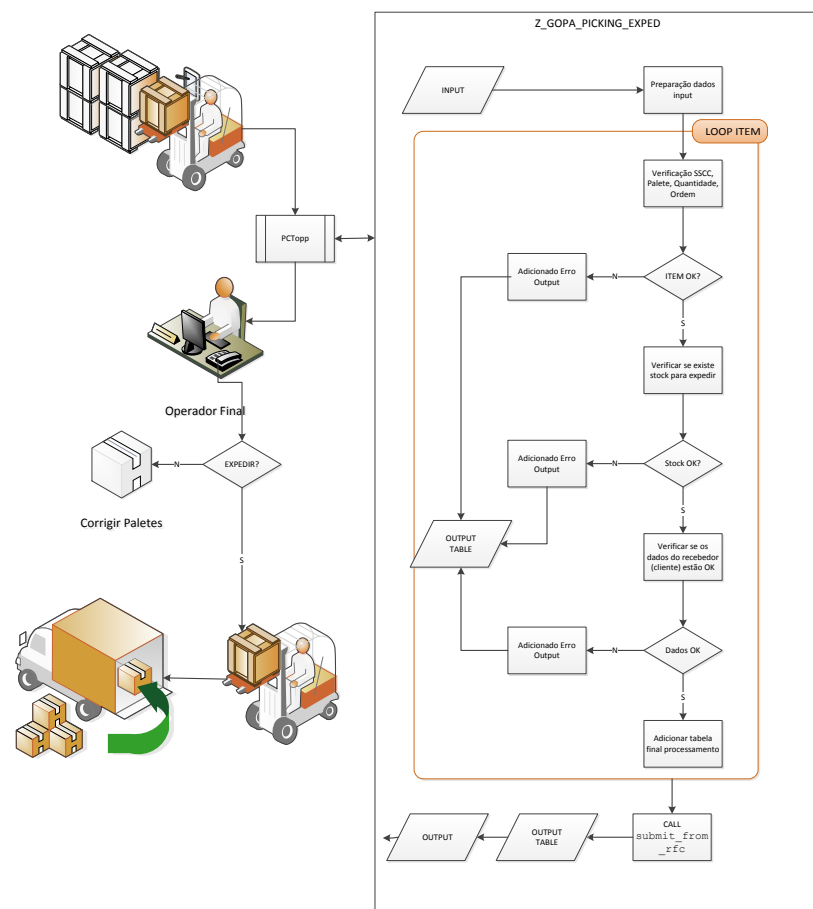 Z_GOPA_PICKING_EXPED
INPUT
Preparação dados
input
LOOP ITEM
Verificação SSCC,
Palete, Quantidade,
Ordem
PCTopp
Adicionado Erro
Output
N
ITEM OK?
S
Verificar se existe
stock para expedir
Operador Final
EXPEDIR?
N
Corrigir Paletes
S
Adicionado Erro
Output
N
Stock OK?
S
OUTPUT
TABLE
Verificar se os
dados do recebedor
(cliente) estão OK
Adicionado Erro
Output
N
Dados OK
S
Adicionar tabela
final processamento
CALL
submit_from
_rfc
OUTPUT
TABLE
OUTPUT